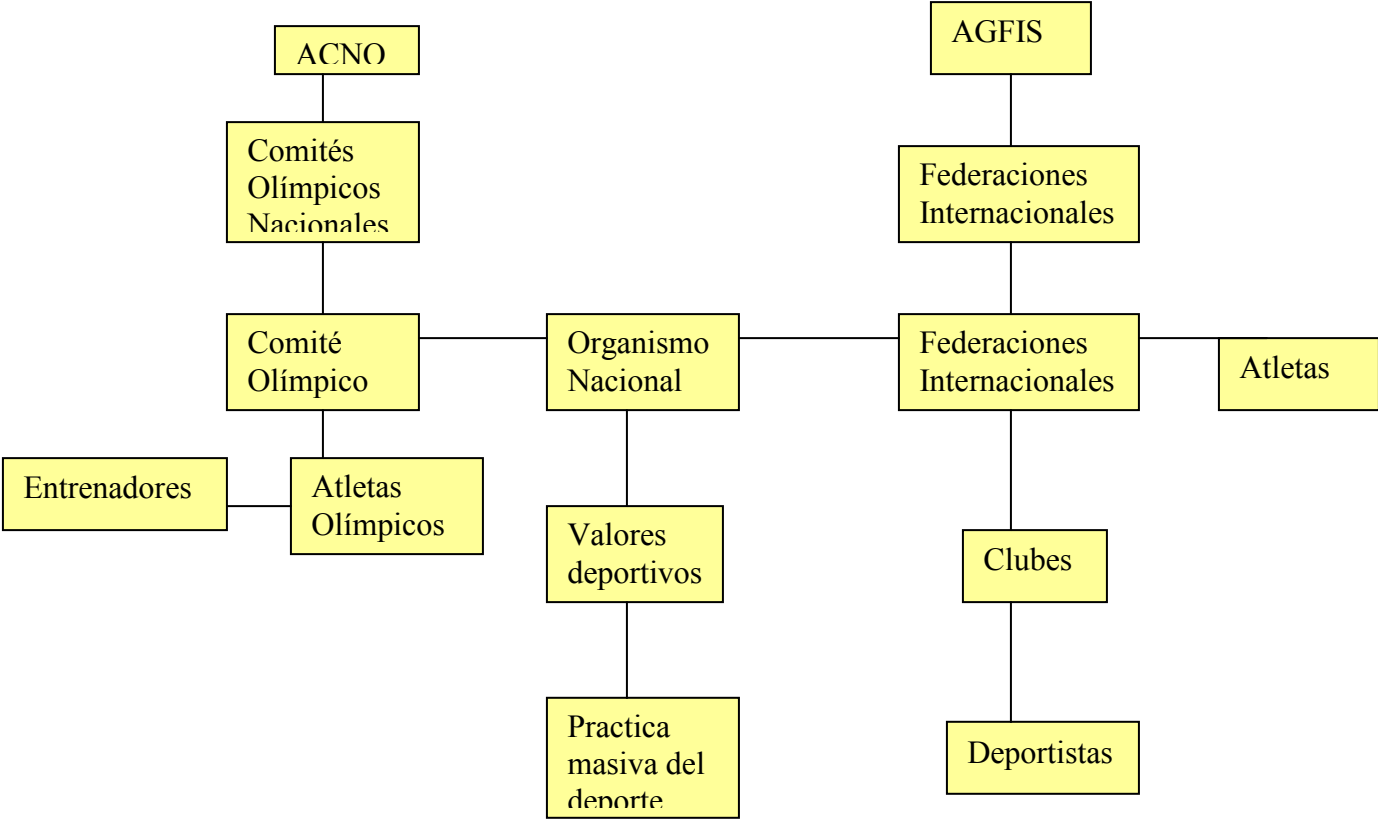 ACNO
AGFIS
Comités
Olímpicos
Nacionales
Federaciones
Internacionales
Comité
Olímpico
Organismo
Nacional
Federaciones
Internacionales
Atletas
Entrenadores
Atletas
Olímpicos
Valores
deportivos
Clubes
Practica
masiva del
deporte
Deportistas